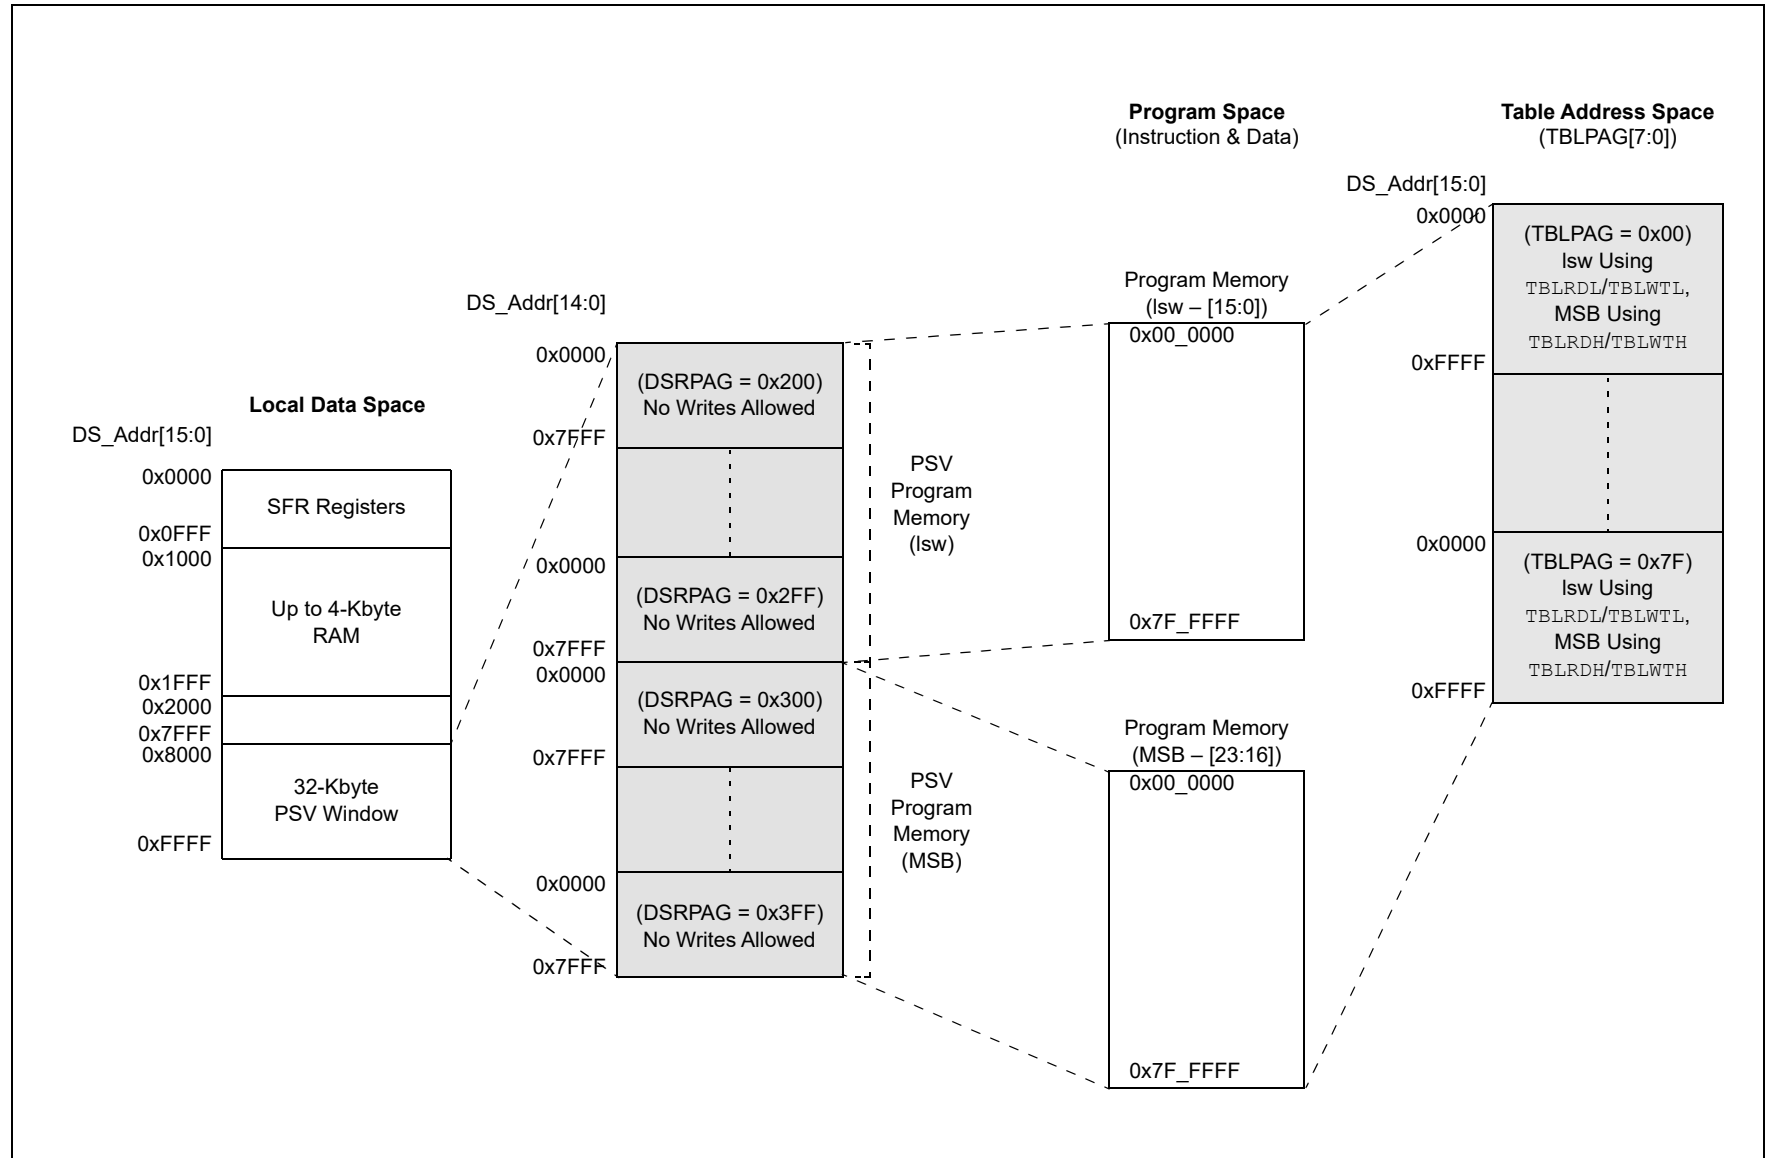 Local Data Space
DS_Addr[15:0]
0x0000
SFR Registers
0x0FFF
0x1000
Up to 4-Kbyte
RAM
0x1FFF
0x2000
0x7FFF
0x8000
32-Kbyte
PSV Window
0xFFFF
DS_Addr[14:0]
0x0000
(DSRPAG = 0x200)
No Writes Allowed
0x7FFF
0x0000
(DSRPAG = 0x2FF)
No Writes Allowed
0x7FFF
0x0000
(DSRPAG = 0x300)
No Writes Allowed
0x7FFF
0x0000
(DSRPAG = 0x3FF)
No Writes Allowed
0x7FFF
PSV
Program
Memory
(lsw)
PSV
Program
Memory
(MSB)
Program Space
(Instruction & Data)
Program Memory
(lsw – [15:0])
0x00_0000
0x7F_FFFF
Program Memory
(MSB – [23:16])
0x00_0000
0x7F_FFFF
Table Address Space
(TBLPAG[7:0])
DS_Addr[15:0]
0x0000
(TBLPAG = 0x00)
lsw Using
TBLRDL/TBLWTL,
MSB Using
TBLRDH/TBLWTH
0xFFFF
0x0000
(TBLPAG = 0x7F)
lsw Using
TBLRDL/TBLWTL,
MSB Using
TBLRDH/TBLWTH
0xFFFF